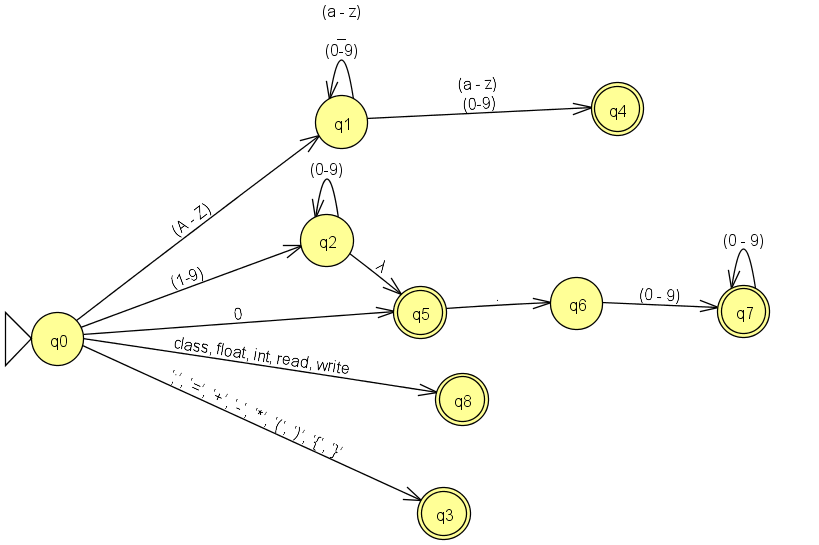 (a - z)
_
(0-9)
q1
(a - z)
(0-9)
q4
(A - Z)
(0-9)
q2
(1-9)
λ
(0 - 9)
0
q5
.
q6
(0 - 9)
q7
q0
class, float, int, read, write
q8
';', '=', '+', '-', '*', '(', ')', '{', '}'
q3